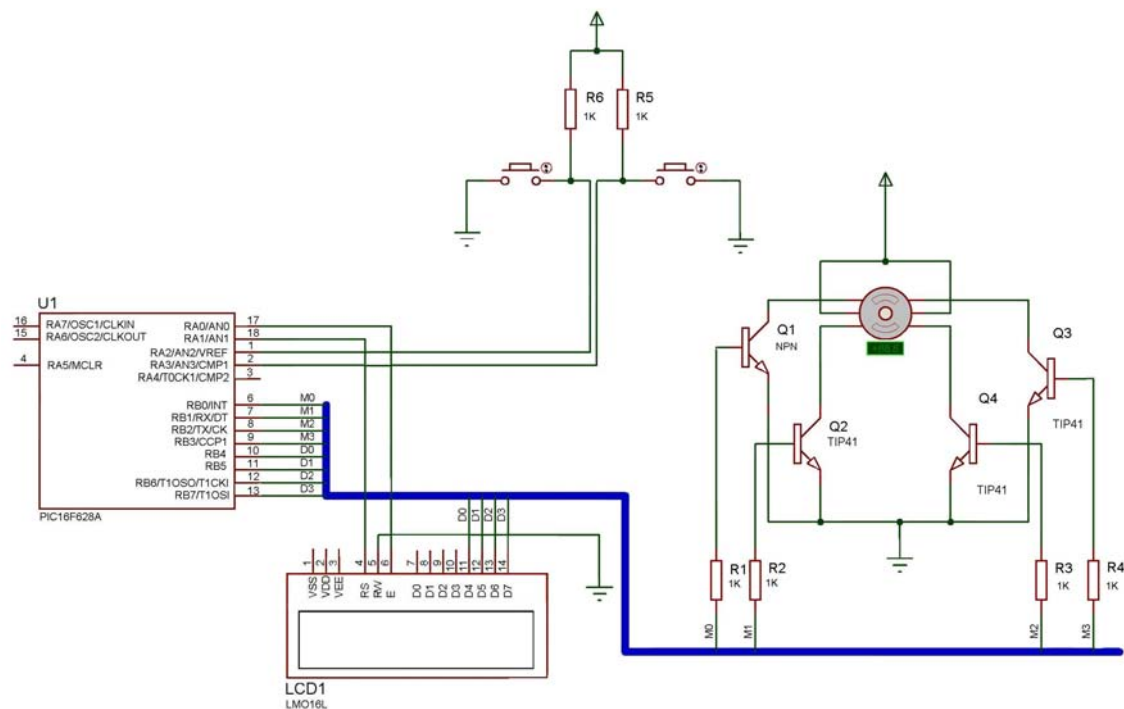 R6
1K
R5
1K
U1
16
15
4
RA7/OSC1/CLKIN
RA6/OSC2/CLKOUT
RA5/MCLR
RA0/AN0
RA1/AN1
RA2/AN2/VREF
RA3/AN3/CMP1
RA4/T0CK1/CMP2
RB0/INT
RB1/RX/DT
RB2/TX/CK
RB3/CCP1
RB4
RB5
RB6/T1OSO/T1CKI
RB7/T1OSI
17
18
1
2
3
6
7
8
9
10
11
12
13
M0
M1
M2
M3
D0
D1
D2
D3
PIC16F628A
Q1
NPN
Q3
TIP41
Q2
TIP41
Q4
TIP41
D0
D1
D2
D3
1
2
3
4
5
6
7
8
9
10
11
12
13
14
VSS
VDD
VEE
RS
RW
E
D0
D1
D2
D3
D4
D5
D6
D7
LCD1
LMO16L
R1
1K
R2
1K
R3
1K
R4
1K
M0
M1
M2
M3